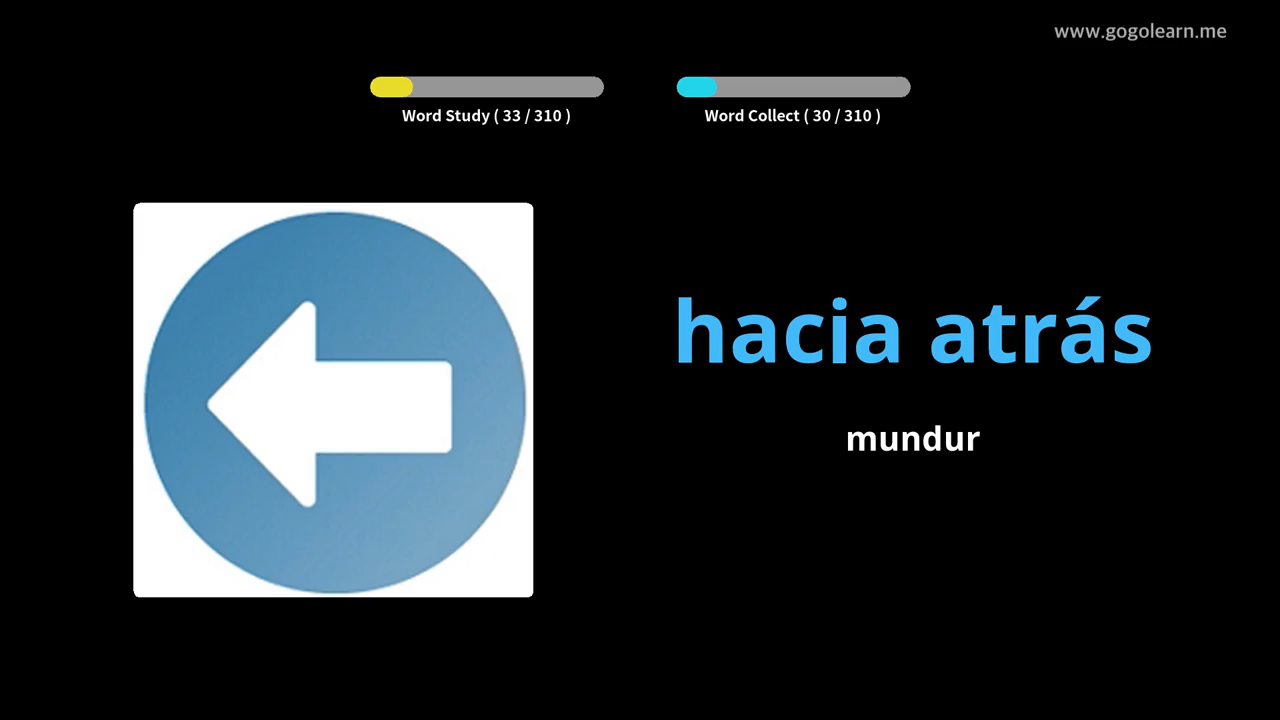 www.gogolearn.me
Word Study ( 33 / 310 )
Word Collect ( 30 / 310 )
hacia atrás
mundur